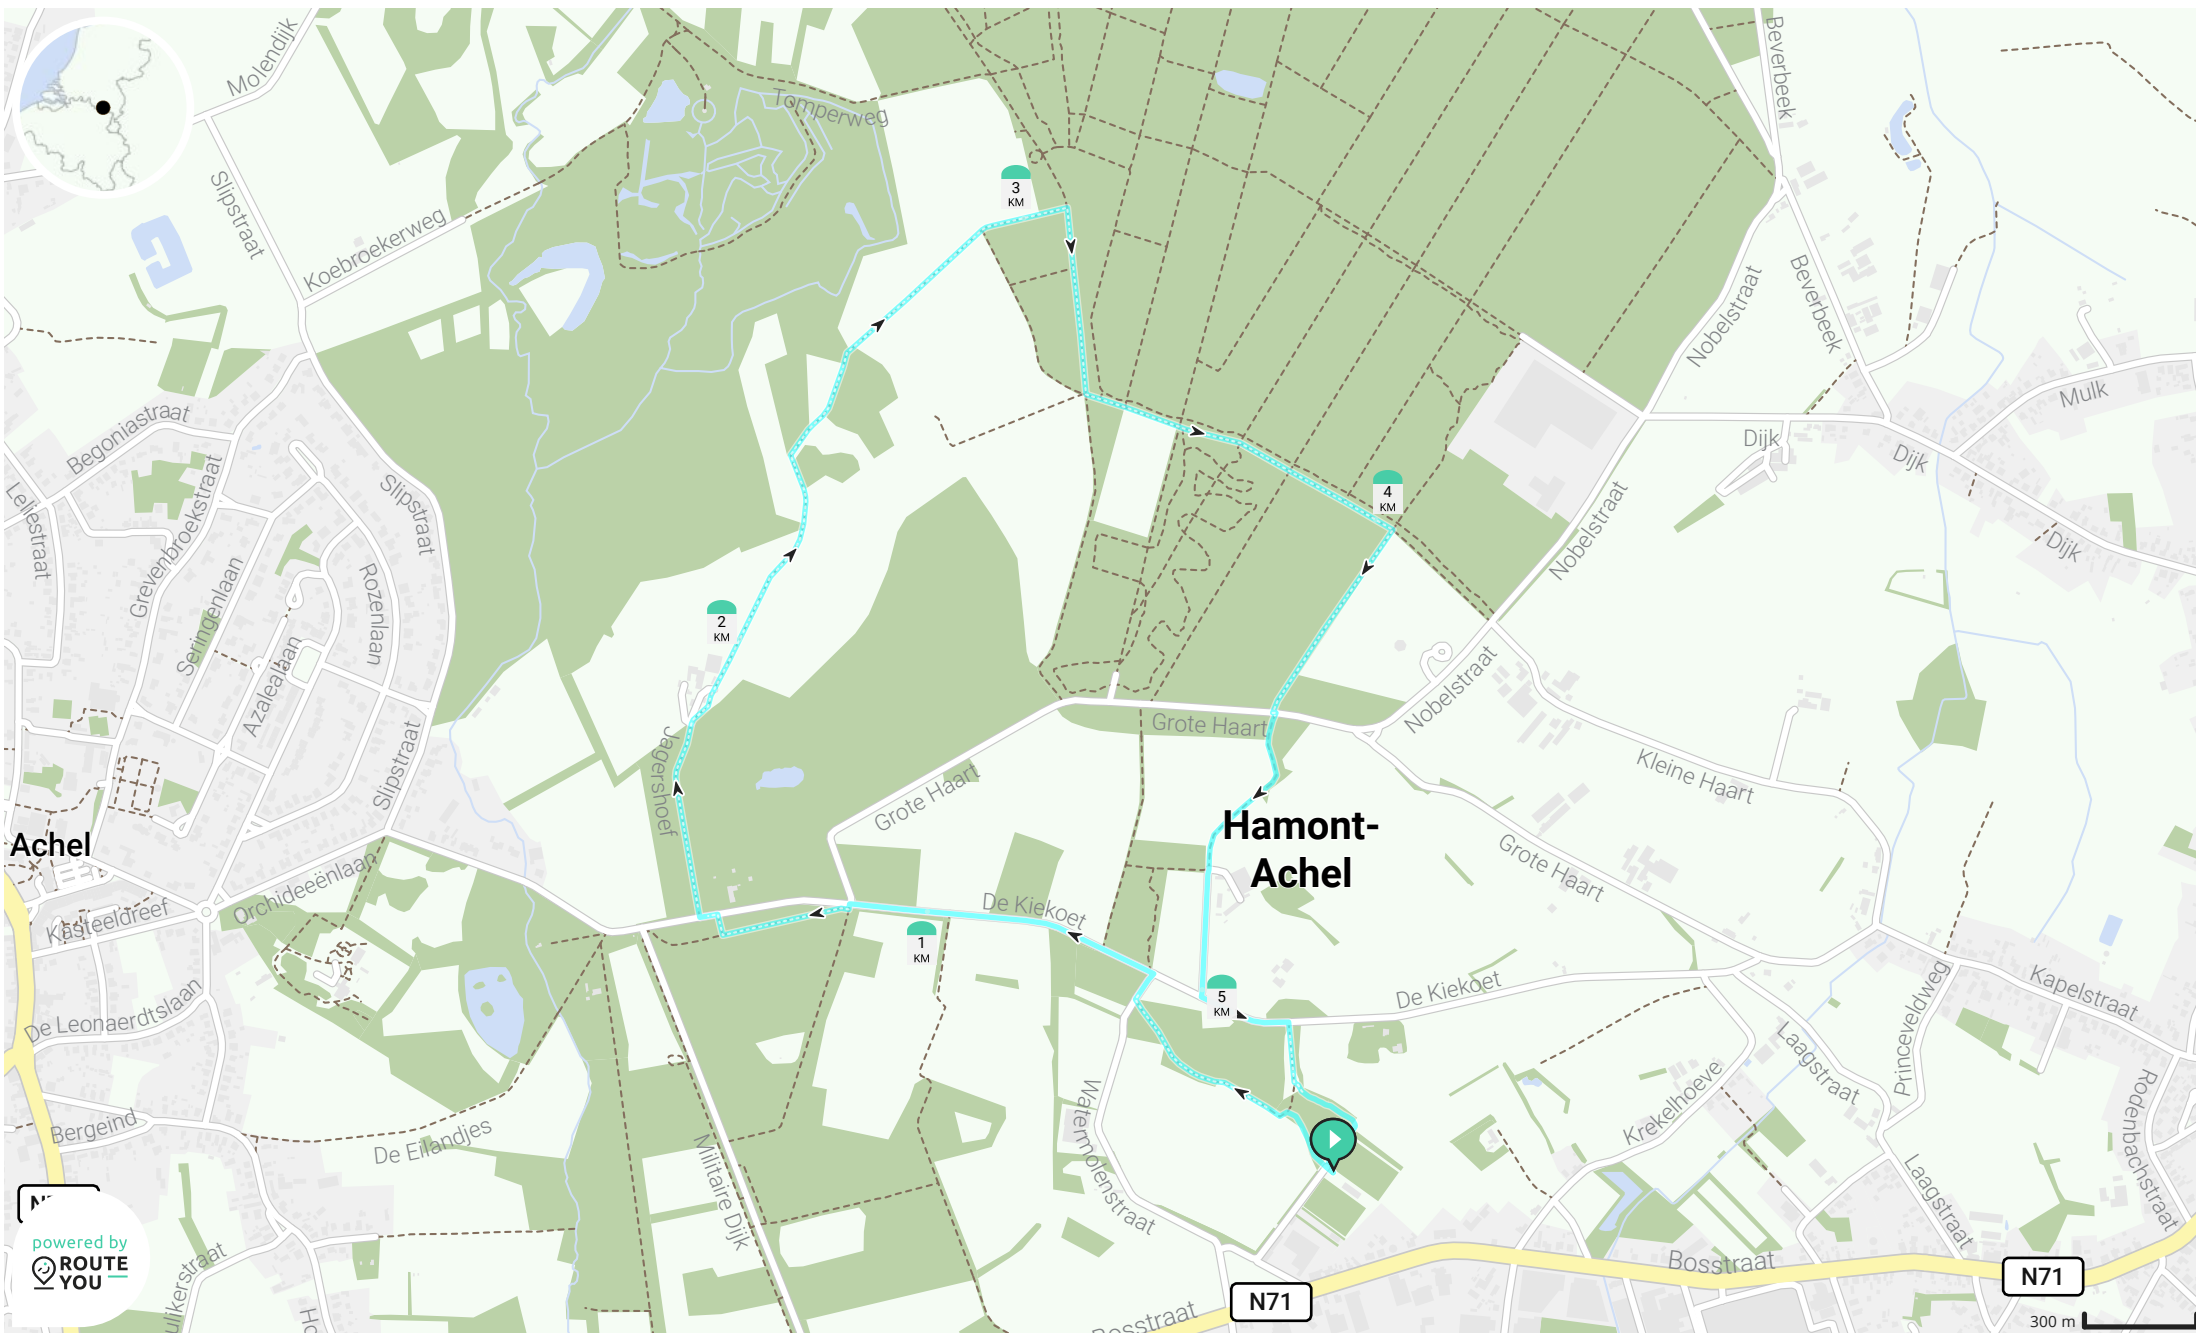 Molendijk
Beverbeek
Tomperweg
Slipstraat
Koebroekerweg
3
KM
Beverbeek
Nobelstraat
Begoniastraat
Mulk
Dijk
Dijk
Leliestraat
Grevenbroekstraat
Slipstraat
4
KM
Nobelstraat
Dijk
Seringenlaan
Rozenlaan
2
KM
Azalealaan
Nobelstraat
Grote Haart
Kleine Haart
Jagershoef
Slipstraat
Grote Haart
Achel
Hamont-
Achel
Grote Haart
Orchideeënlaan
Kasteeldreef
De Kiekoet
1
KM
De Kiekoet
5
KM
Kapelstraat
De Leonaerdtslaan
Princeveldweg
Laagstraat
Krekelhoeve
Watermolenstraat
Rodenbachstraat
Bergeind
De Eilandjes
Militaire Dijk
Laagstraat
powered by
ROUTE
YOU
Bosstraat
N71
N71
Bosstraat
300 m